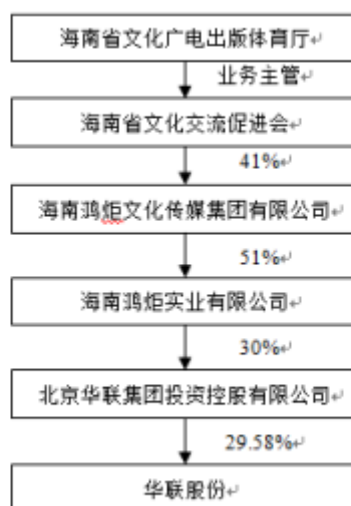 海南省文化广电出版体育厅
业务主管
海南省文化交流促进会
41%
海南鸿炬文化传媒集团有限公司
51%
海南鸿炬实业有限公司
30%
北京华联集团投资控股有限公司
29.58%
华联股份